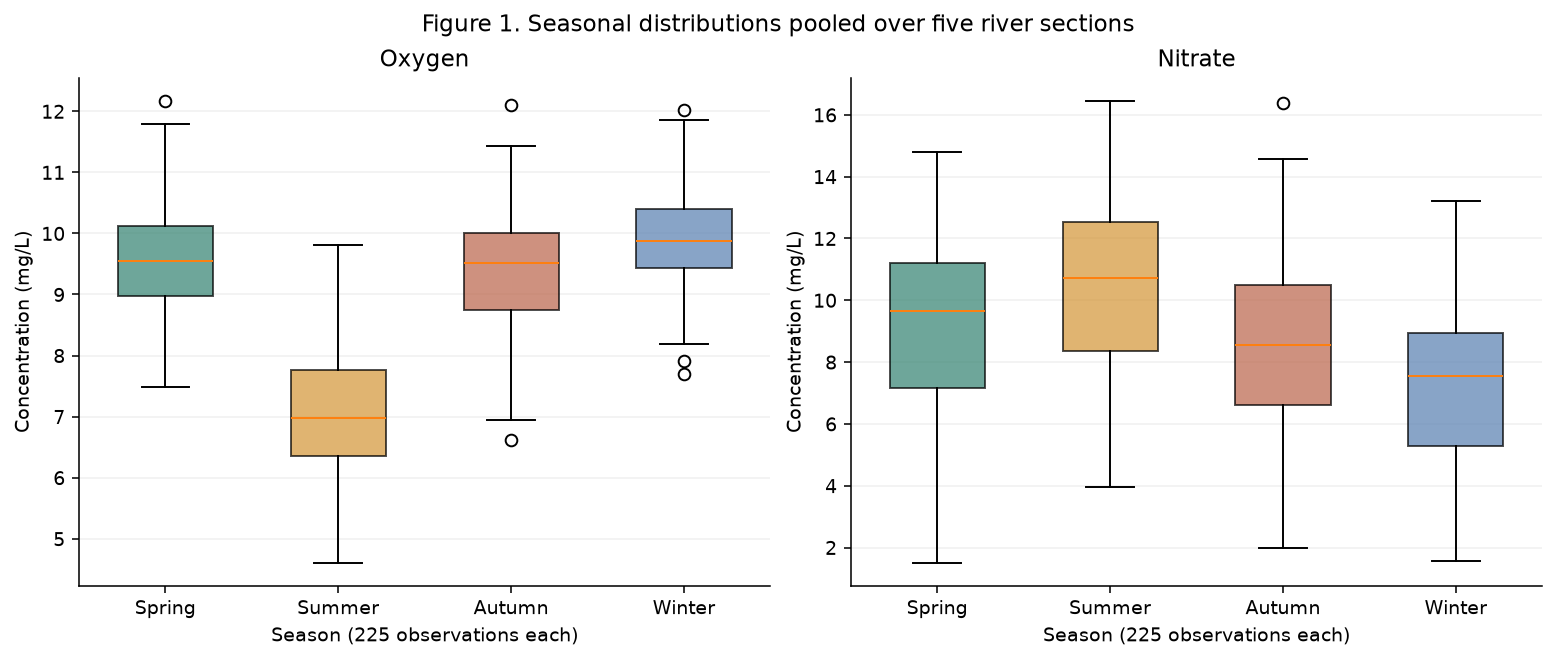 Figure 1. Seasonal distributions pooled over five river sections
Oxygen
Concentration (mg/L)
12
11
10
9
8
7
6
5
Spring
Summer
Autumn
Winter
Season (225 observations each)
Nitrate
Concentration (mg/L)
16
14
12
10
8
6
4
2
Spring
Summer
Autumn
Winter
Season (225 observations each)